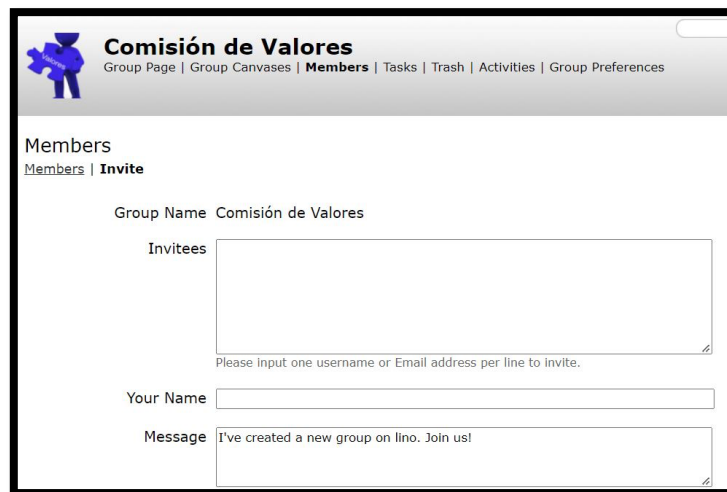 Valores
Comisión de Valores
Group Page | Group Canvases | Members | Tasks | Trash | Activities | Group Preferences
Members
Members | Invite
Group Name Comisión de Valores
Invitees
Please input one username or Email address per line to invite.
Your Name
Message I've created a new group on lino. Join us!